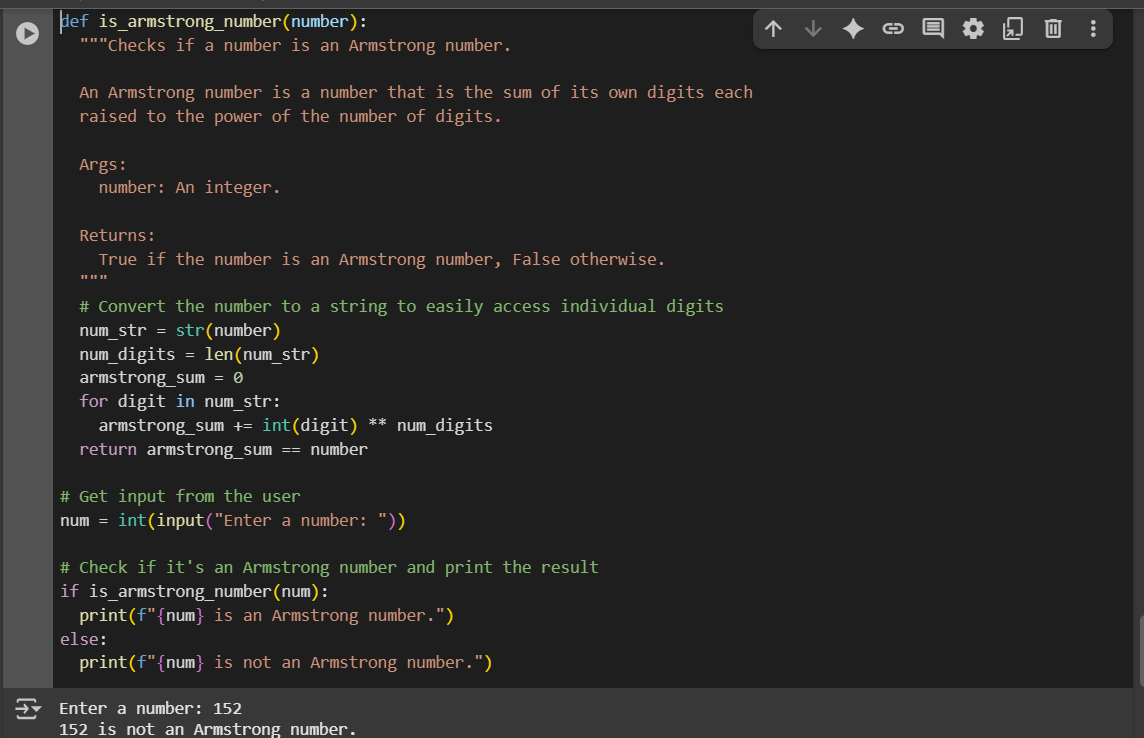 def is_armstrong_number(number):
  """Checks if a number is an Armstrong number.

  An Armstrong number is a number that is the sum of its own digits each
  raised to the power of the number of digits.

  Args:
    number: An integer.

  Returns:
    True if the number is an Armstrong number, False otherwise.
  """
  # Convert the number to a string to easily access individual digits
  num_str = str(number)
  num_digits = len(num_str)
  armstrong_sum = 0
  for digit in num_str:
    armstrong_sum += int(digit) ** num_digits
  return armstrong_sum == number

# Get input from the user
num = int(input("Enter a number: "))

# Check if it's an Armstrong number and print the result
if is_armstrong_number(num):
  print(f"{num} is an Armstrong number.")
else:
  print(f"{num} is not an Armstrong number.")
Enter a number: 152
152 is not an Armstrong number.